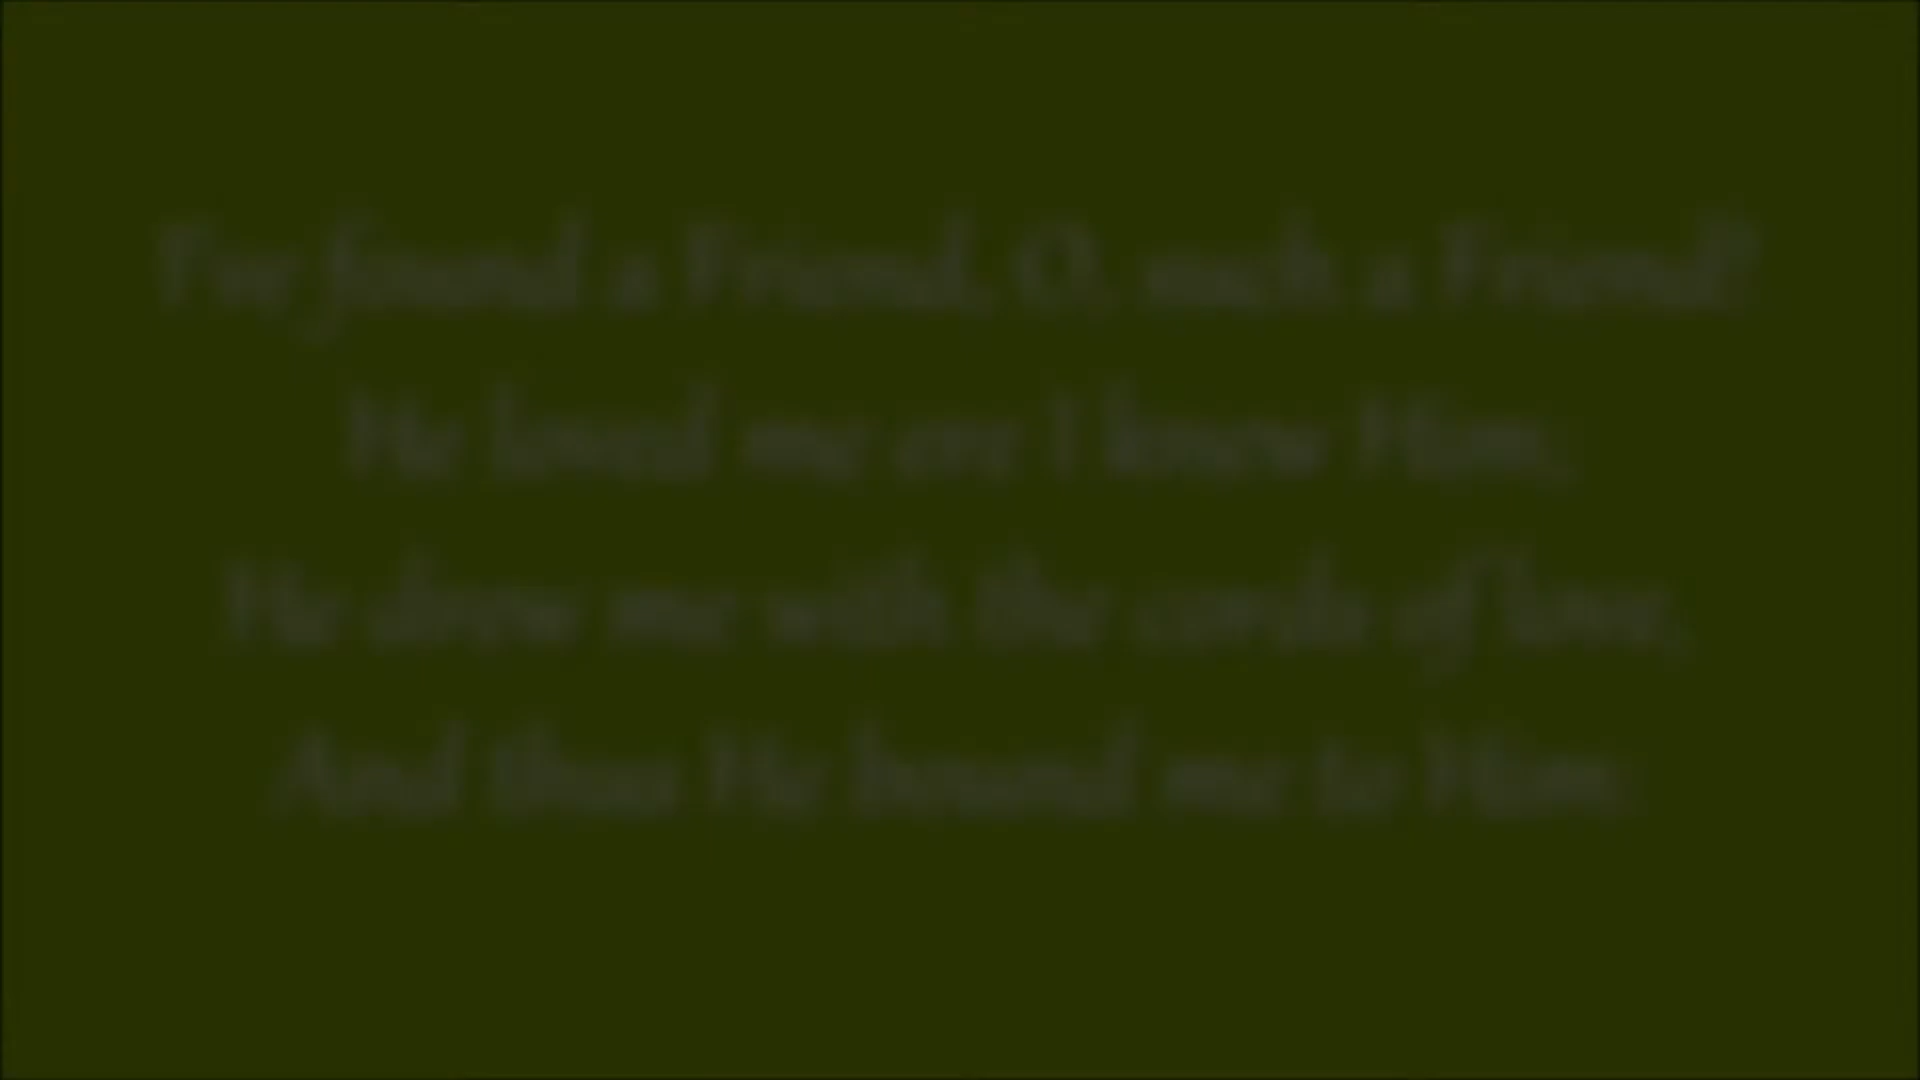 I've found a Friend, O, such a Friend!
He loved me ere I knew Him;
He drew me with the cords of love,
And thus He bound me to Him.